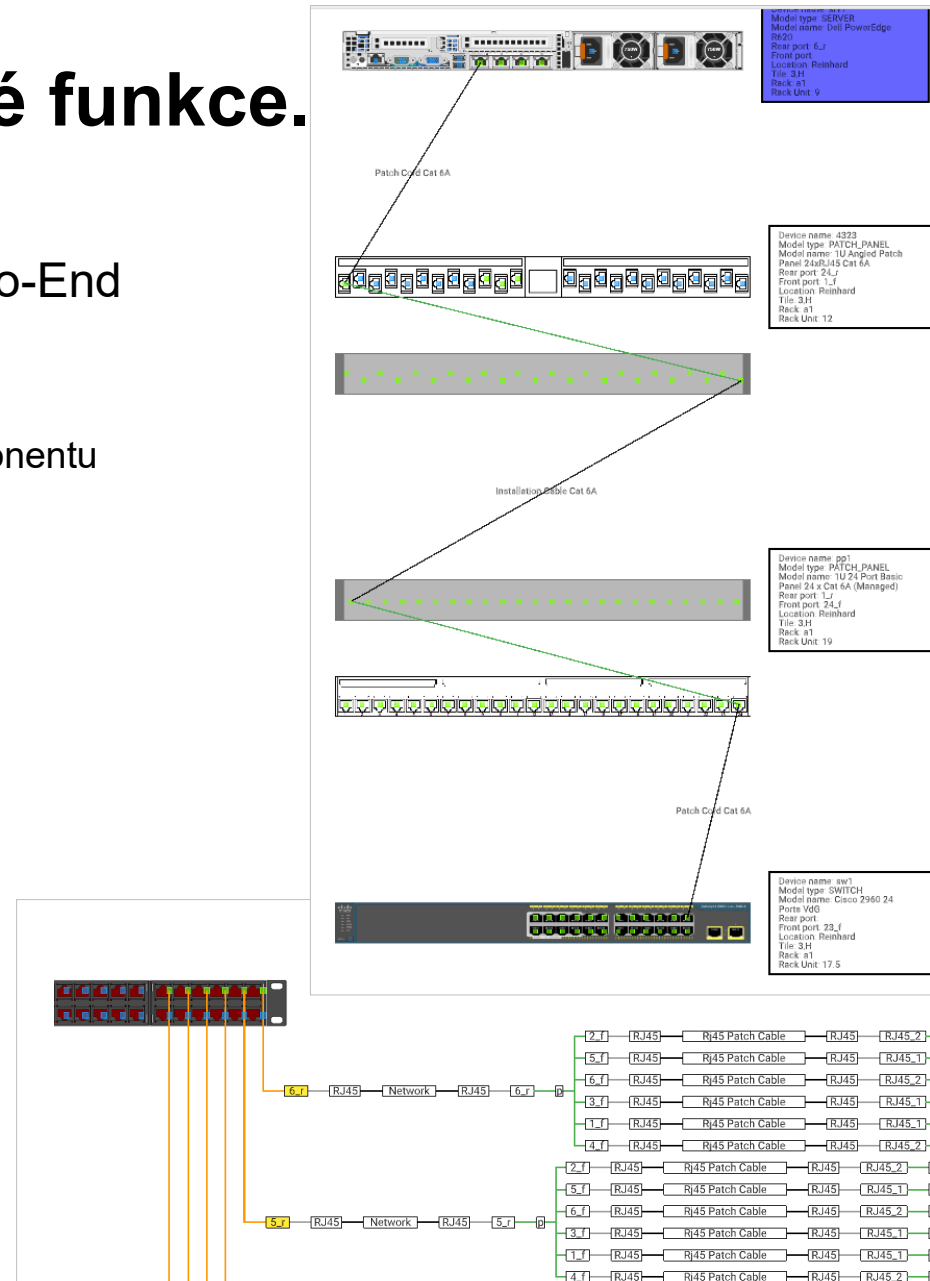 é funkce.
o-End
onentu
Device name: srv1
Model type: SERVER
Model name: Dell PowerEdge
R620
Rear port: 6_r
Front port:
Location: Reinhard
Tile: 3,H
Rack: a1
Rack Unit: 9
Patch Cord Cat 6A
Device name: 4323
Model type: PATCH_PANEL
Model name: 1U Angled Patch
Panel 24xRJ45 Cat 6A
Rear port: 24_r
Front port: 1_f
Location: Reinhard
Tile: 3,H
Rack: a1
Rack Unit: 12
Installation Cable Cat 6A
Device name: pp1
Model type: PATCH_PANEL
Model name: 1U 24 Port Basic
Panel 24 x Cat 6A (Managed)
Rear port: 1_r
Front port: 24_f
Location: Reinhard
Tile: 3,H
Rack: a1
Rack Unit: 19
Patch Cord Cat 6A
Device name: sw1
Model type: SWITCH
Model name: Cisco 2960 24
Ports VdG
Rear port:
Front port: 23_f
Location: Reinhard
Tile: 3,H
Rack: a1
Rack Unit: 17.5
2_f RJ45 Rj45 Patch Cable RJ45 RJ45_2
5_f RJ45 Rj45 Patch Cable RJ45 RJ45_1
6_f RJ45 Rj45 Patch Cable RJ45 RJ45_2
6_r RJ45 Network RJ45 6_r p
3_f RJ45 Rj45 Patch Cable RJ45 RJ45_1
1_f RJ45 Rj45 Patch Cable RJ45 RJ45_1
4_f RJ45 Rj45 Patch Cable RJ45 RJ45_2
2_f RJ45 Rj45 Patch Cable RJ45 RJ45_2
5_f RJ45 Rj45 Patch Cable RJ45 RJ45_1
6_f RJ45 Rj45 Patch Cable RJ45 RJ45_2
5_r RJ45 Network RJ45 5_r p
3_f RJ45 Rj45 Patch Cable RJ45 RJ45_1
1_f RJ45 Rj45 Patch Cable RJ45 RJ45_1
4_f RJ45 Rj45 Patch Cable RJ45 RJ45_2